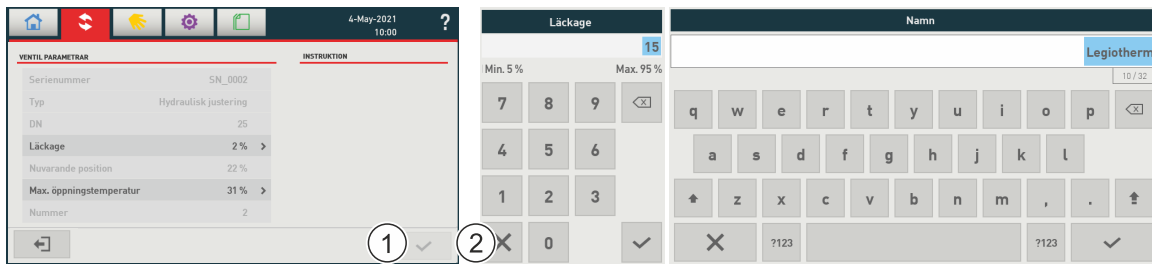 4-May-2021
10:00
?
VENTIL PARAMETRAR
INSTRUKTION
Serienummer SN_0002
Typ Hydraulisk justering
DN 25
Läckage 2 % >
Nuvarande position 22 %
Max. öppningstemperatur 31 % >
Nummer 2
1
2
Läckage
15
Min. 5 % Max. 95 %
7 8 9
4 5 6
1 2 3
0
Namn
Legiotherm
10 / 32
q w e r t y u i o p
a s d f g h j k l
z x c v b n m , .
?123 ?123